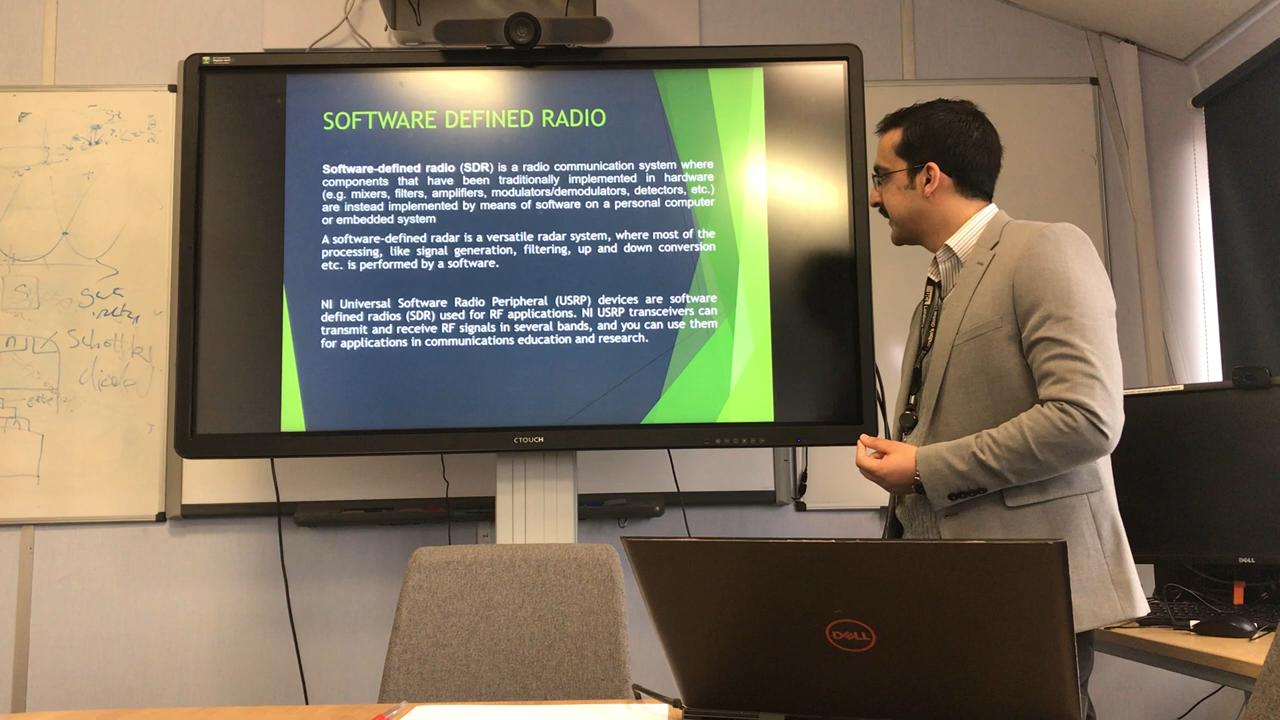 SOFTWARE DEFINED RADIO
Software-defined radio (SDR) is a radio communication system where
components that have been traditionally implemented in hardware
(e.g. mixers, filters, amplifiers, modulators/demodulators, detectors, etc.)
are instead implemented by means of software on a personal computer
or embedded system
A software-defined radar is a versatile radar system, where most of the
processing, like signal generation, filtering, up and down conversion
etc. is performed by a software.
NI Universal Software Radio Peripheral (USRP) devices are software
defined radios (SDR) used for RF applications. NI USRP transceivers can
transmit and receive RF signals in several bands, and you can use them
for applications in communications education and research.
CTOUCH
DELL
DELL